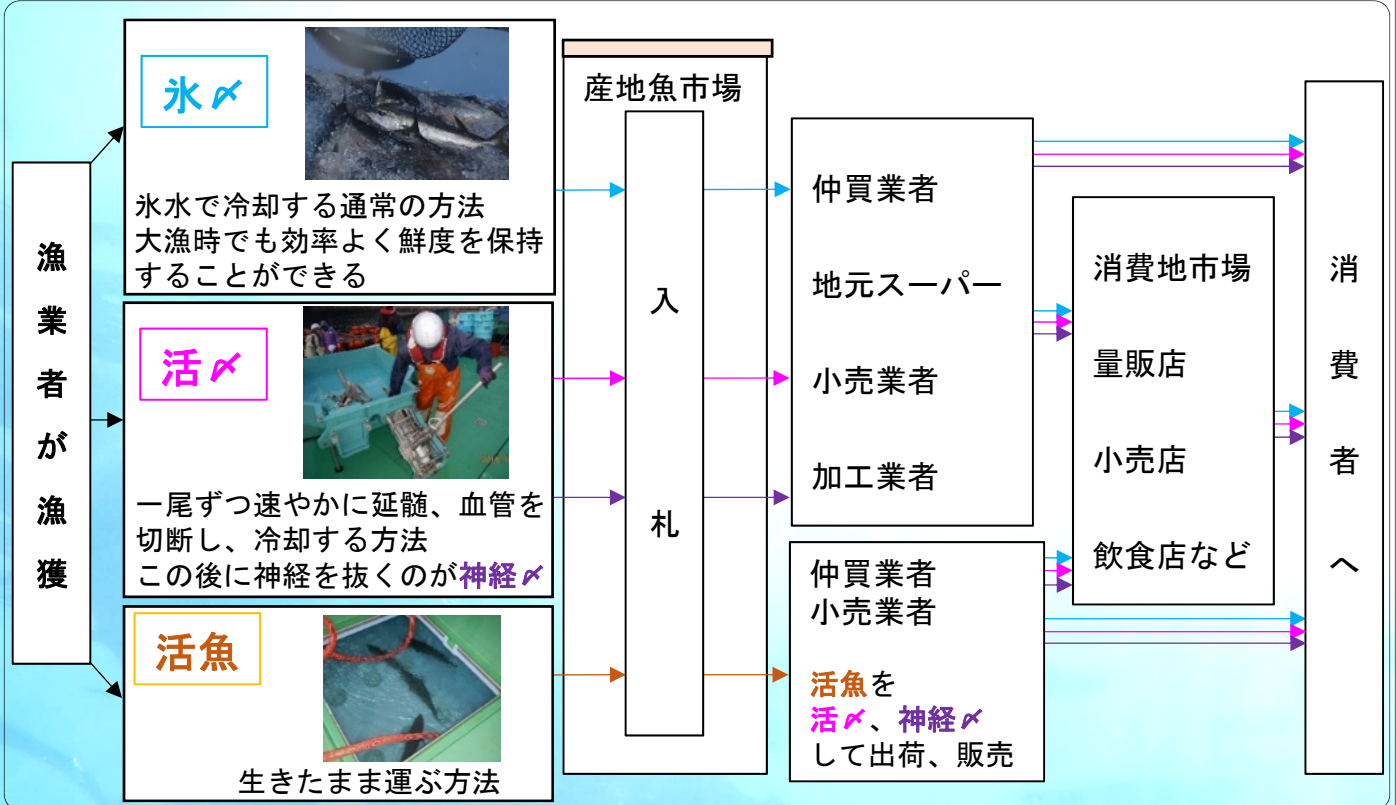 漁業者が漁獲
氷〆
氷水で冷却する通常の方法
大漁時でも効率よく鮮度を保持
することができる
活〆
一尾ずつ速やかに延髄、血管を
切断し、冷却する方法
この後に神経を抜くのが神経〆
活魚
生きたまま運ぶ方法
産地魚市場
入札
仲買業者
地元スーパー
小売業者
加工業者
仲買業者
小売業者
活魚を
活〆、神経〆
して出荷、販売
消費地市場
量販店
小売店
飲食店など
消費者へ